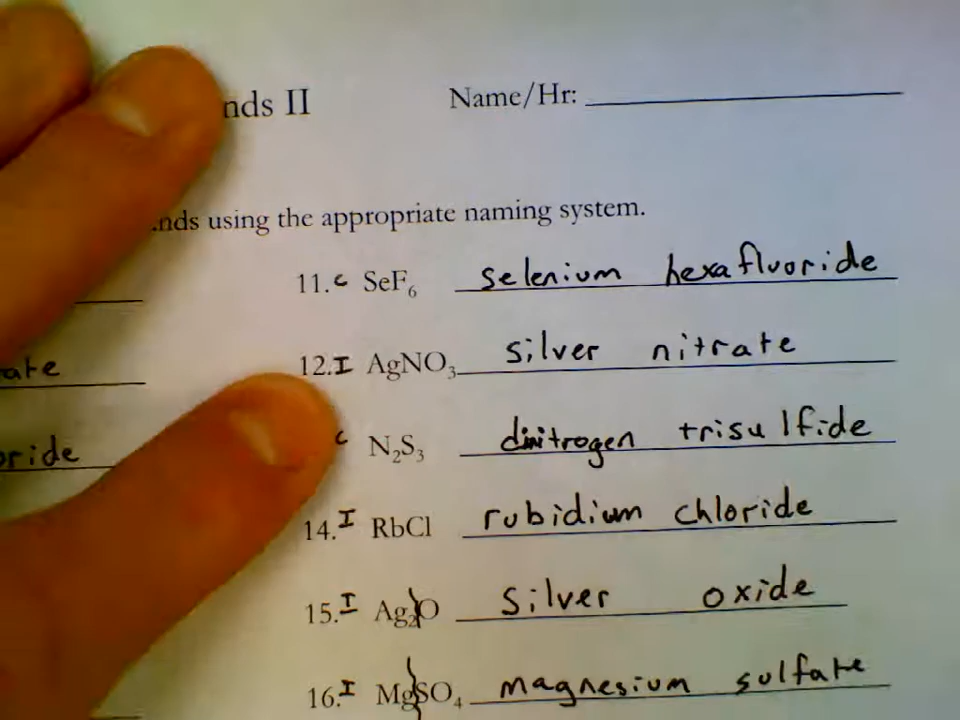 nds II Name/Hr:
nds using the appropriate naming system.
11. c SeF₆ selenium hexafluoride
ate 12. I AgNO₃ silver nitrate
oride c N₂S₃ dinitrogen trisulfide
14. I RbCl rubidium chloride
15. I Ag₂O silver oxide
16. I MgSO₄ magnesium sulfate